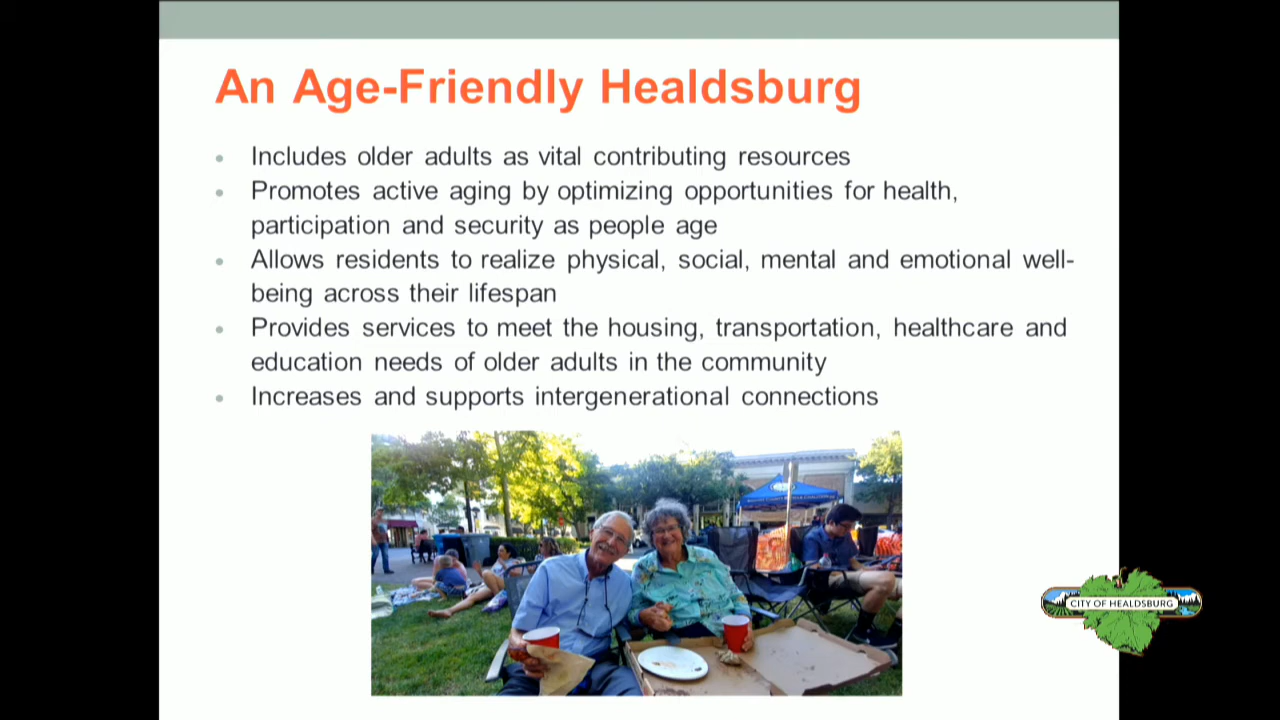 An Age-Friendly Healdsburg
Includes older adults as vital contributing resources
Promotes active aging by optimizing opportunities for health,
participation and security as people age
Allows residents to realize physical, social, mental and emotional well-
being across their lifespan
Provides services to meet the housing, transportation, healthcare and
education needs of older adults in the community
Increases and supports intergenerational connections
CITY OF HEALDSBURG